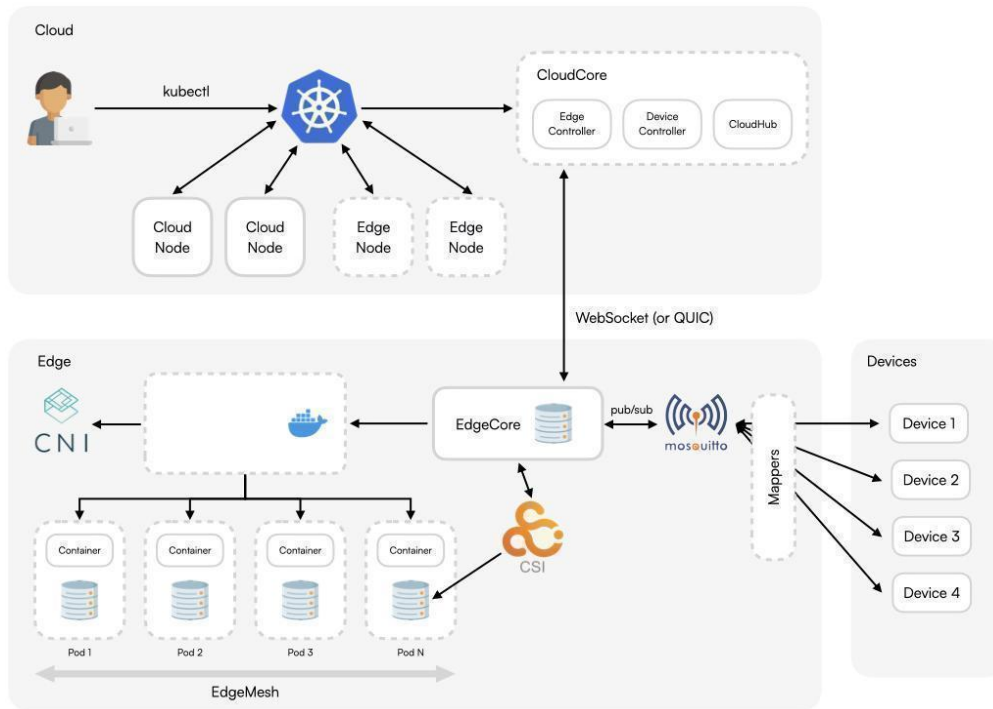 Cloud
kubectl
CloudCore
Edge
Controller
Device
Controller
CloudHub
Cloud
Node
Cloud
Node
Edge
Node
Edge
Node
WebSocket (or QUIC)
Edge
Devices
CNI
EdgeCore
pub/sub
mosquitto
Mappers
Device 1
Device 2
Device 3
Device 4
CSI
Container
Container
Container
Container
Pod 1
Pod 2
Pod 3
Pod N
EdgeMesh